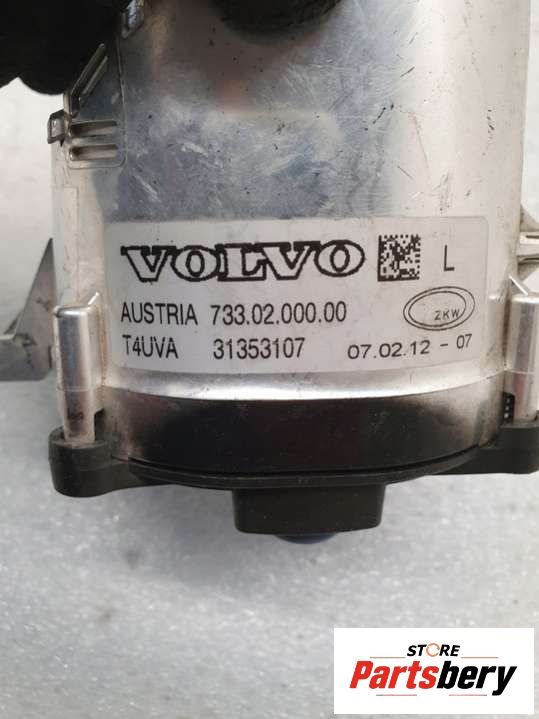 VOLVO L
AUSTRIA 733.02.000.00 ZKW
T4UVA 31353107 07.02.12 - 07
STORE
Partsbery